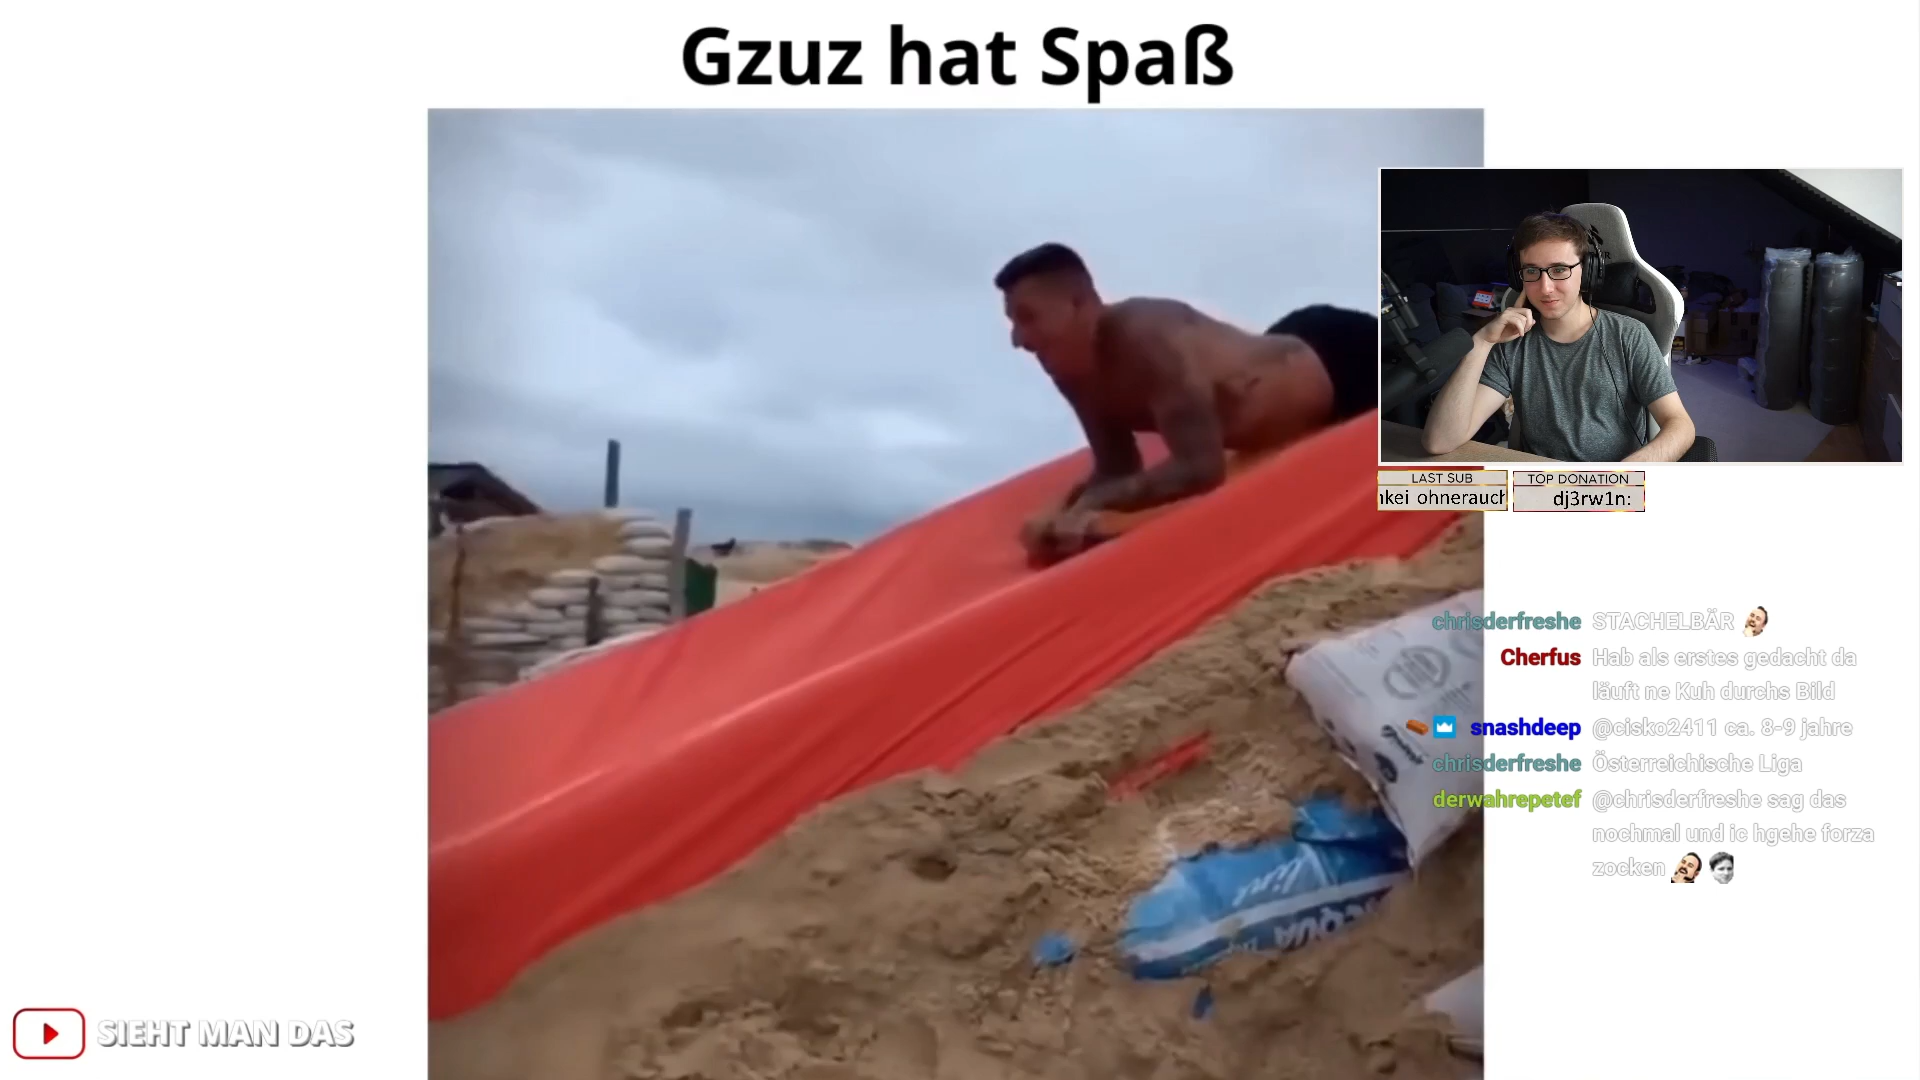 Gzuz hat Spaß
LAST SUB
TOP DONATION
nkei ohnerauch
dj3rw1n:
chrisderfreshe STACHELBÄR
Cherfus Hab als erstes gedacht da
läuft ne Kuh durchs Bild
snashdeep @cisko2411 ca. 8-9 jahre
chrisderfreshe Österreichische Liga
derwahrepetef @chrisderfreshe sag das
nochmal und ic hgehe forza
zocken
SIEHT MAN DAS